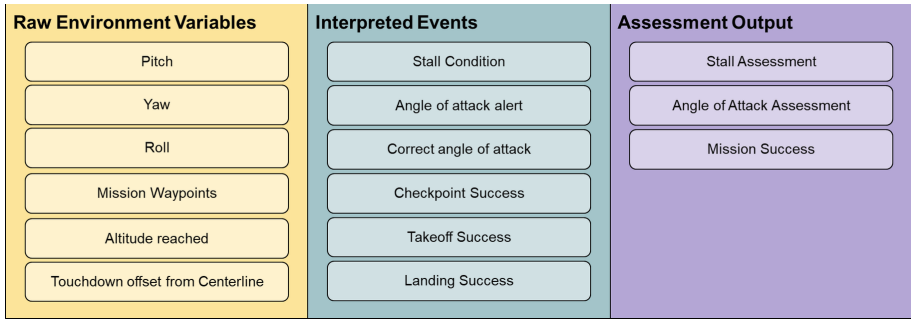 Raw Environment Variables
Pitch
Yaw
Roll
Mission Waypoints
Altitude reached
Touchdown offset from Centerline
Interpreted Events
Stall Condition
Angle of attack alert
Correct angle of attack
Checkpoint Success
Takeoff Success
Landing Success
Assessment Output
Stall Assessment
Angle of Attack Assessment
Mission Success